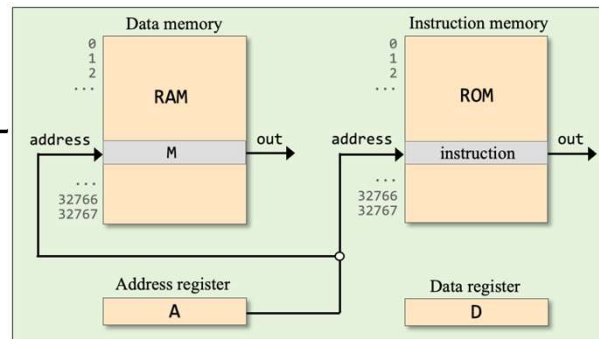 Data memory
0
1
2
...
RAM
address
M
out
...
32766
32767
Instruction memory
0
1
2
...
ROM
address
instruction
out
...
32766
32767
Address register
A
Data register
D